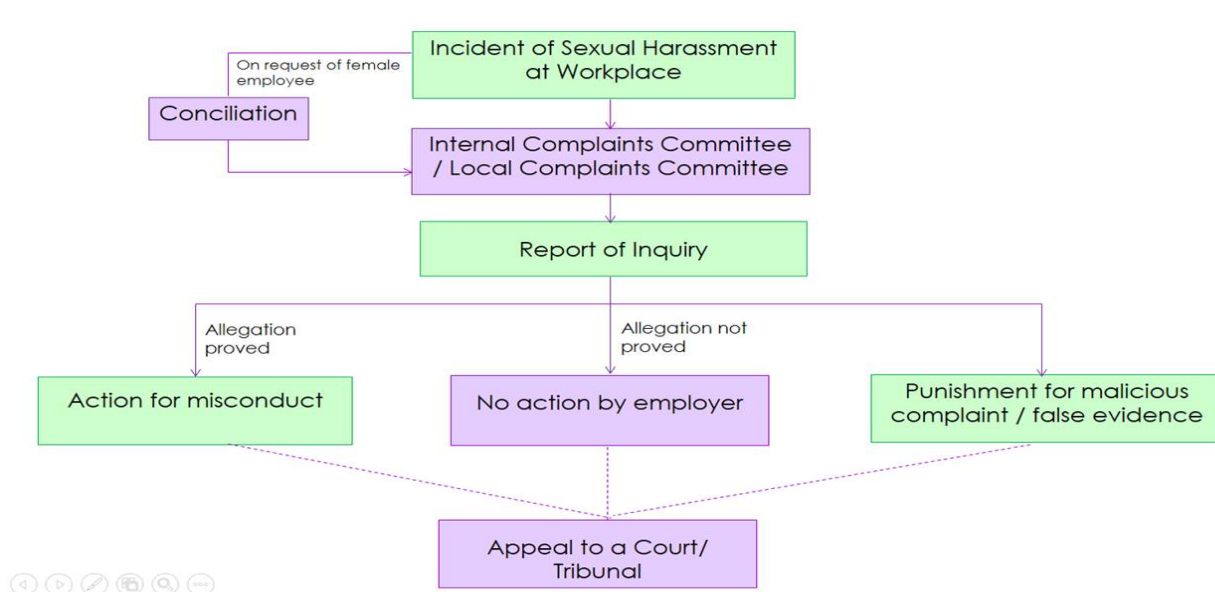 Incident of Sexual Harassment
at Workplace
On request of female
employee
Conciliation
Internal Complaints Committee
/ Local Complaints Committee
Report of Inquiry
Allegation
proved
Allegation not
proved
Action for misconduct
No action by employer
Punishment for malicious
complaint / false evidence
Appeal to a Court/
Tribunal